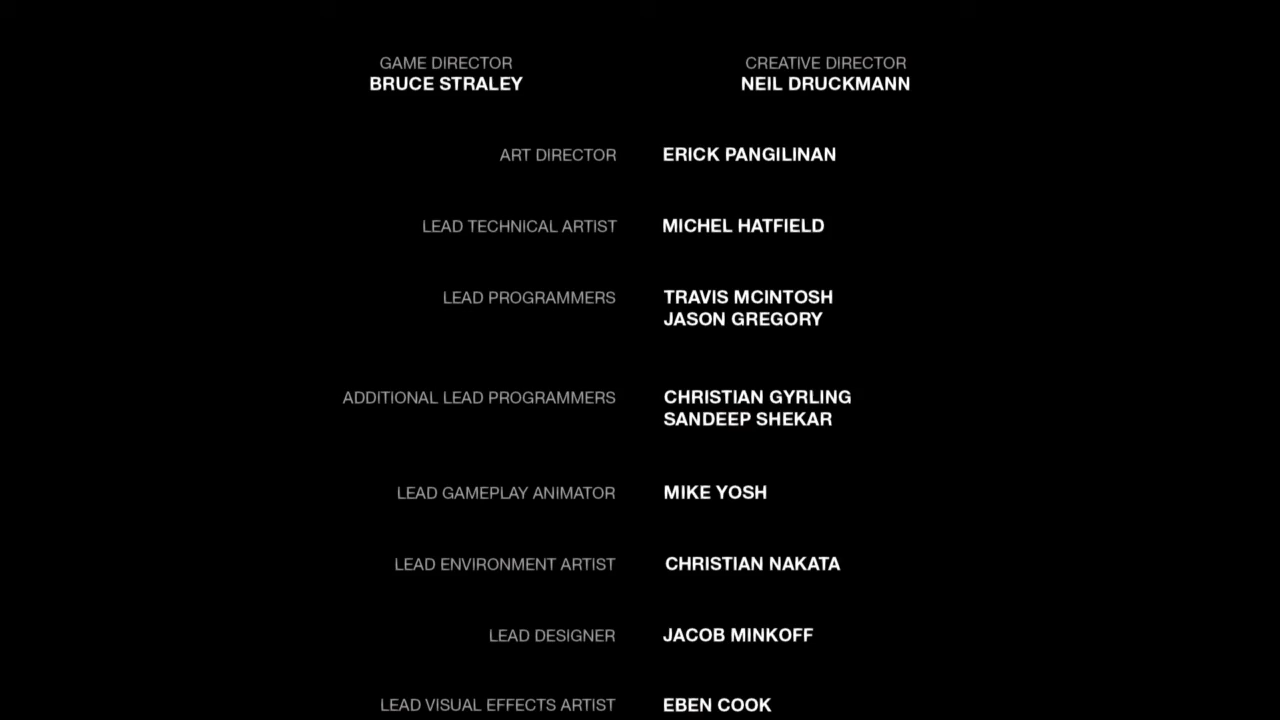 GAME DIRECTOR
BRUCE STRALEY
CREATIVE DIRECTOR
NEIL DRUCKMANN
ART DIRECTOR ERICK PANGILINAN
LEAD TECHNICAL ARTIST MICHEL HATFIELD
LEAD PROGRAMMERS TRAVIS MCINTOSH
JASON GREGORY
ADDITIONAL LEAD PROGRAMMERS CHRISTIAN GYRLING
SANDEEP SHEKAR
LEAD GAMEPLAY ANIMATOR MIKE YOSH
LEAD ENVIRONMENT ARTIST CHRISTIAN NAKATA
LEAD DESIGNER JACOB MINKOFF
LEAD VISUAL EFFECTS ARTIST EBEN COOK